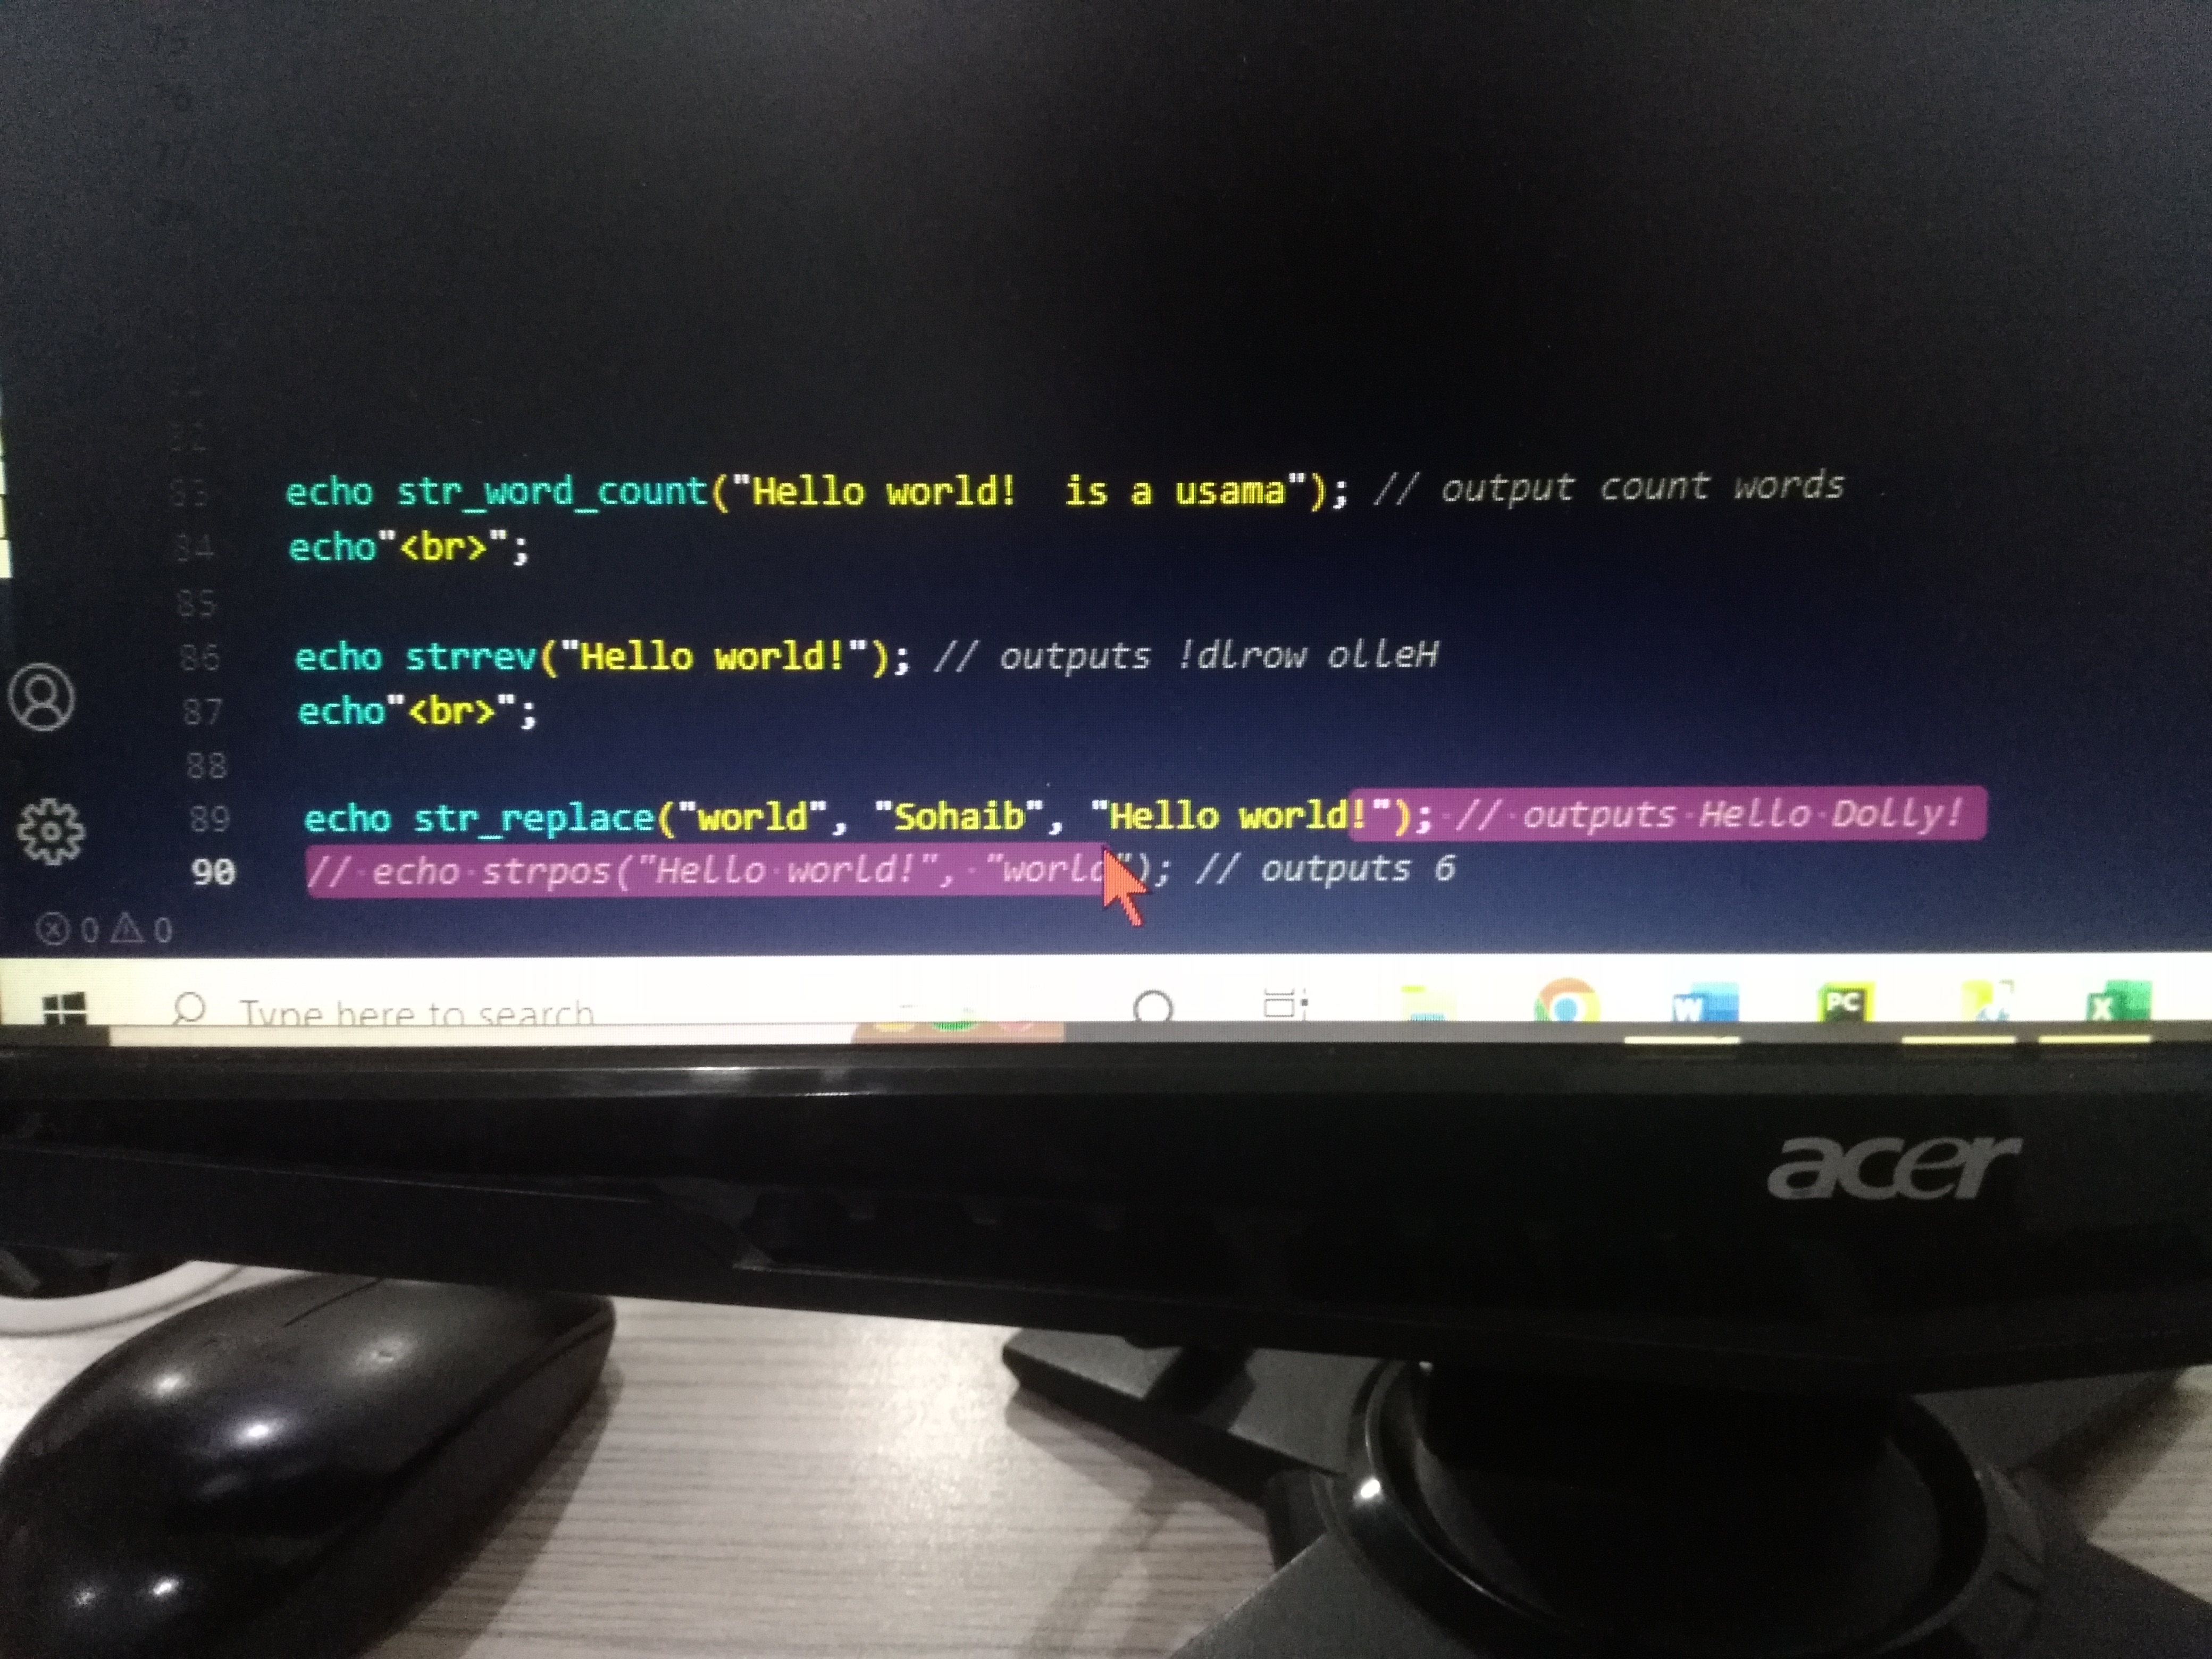 83 echo str_word_count("Hello world!  is a usama"); // output count words
84 echo"<br>";
85
86 echo strrev("Hello world!"); // outputs !dlrow olleH
87 echo"<br>";
88
89 echo str_replace("world", "Sohaib", "Hello world!"); // outputs Hello Dolly!
90 // echo strpos("Hello world!", "world"); // outputs 6
0 0
Type here to search
W PC X
acer